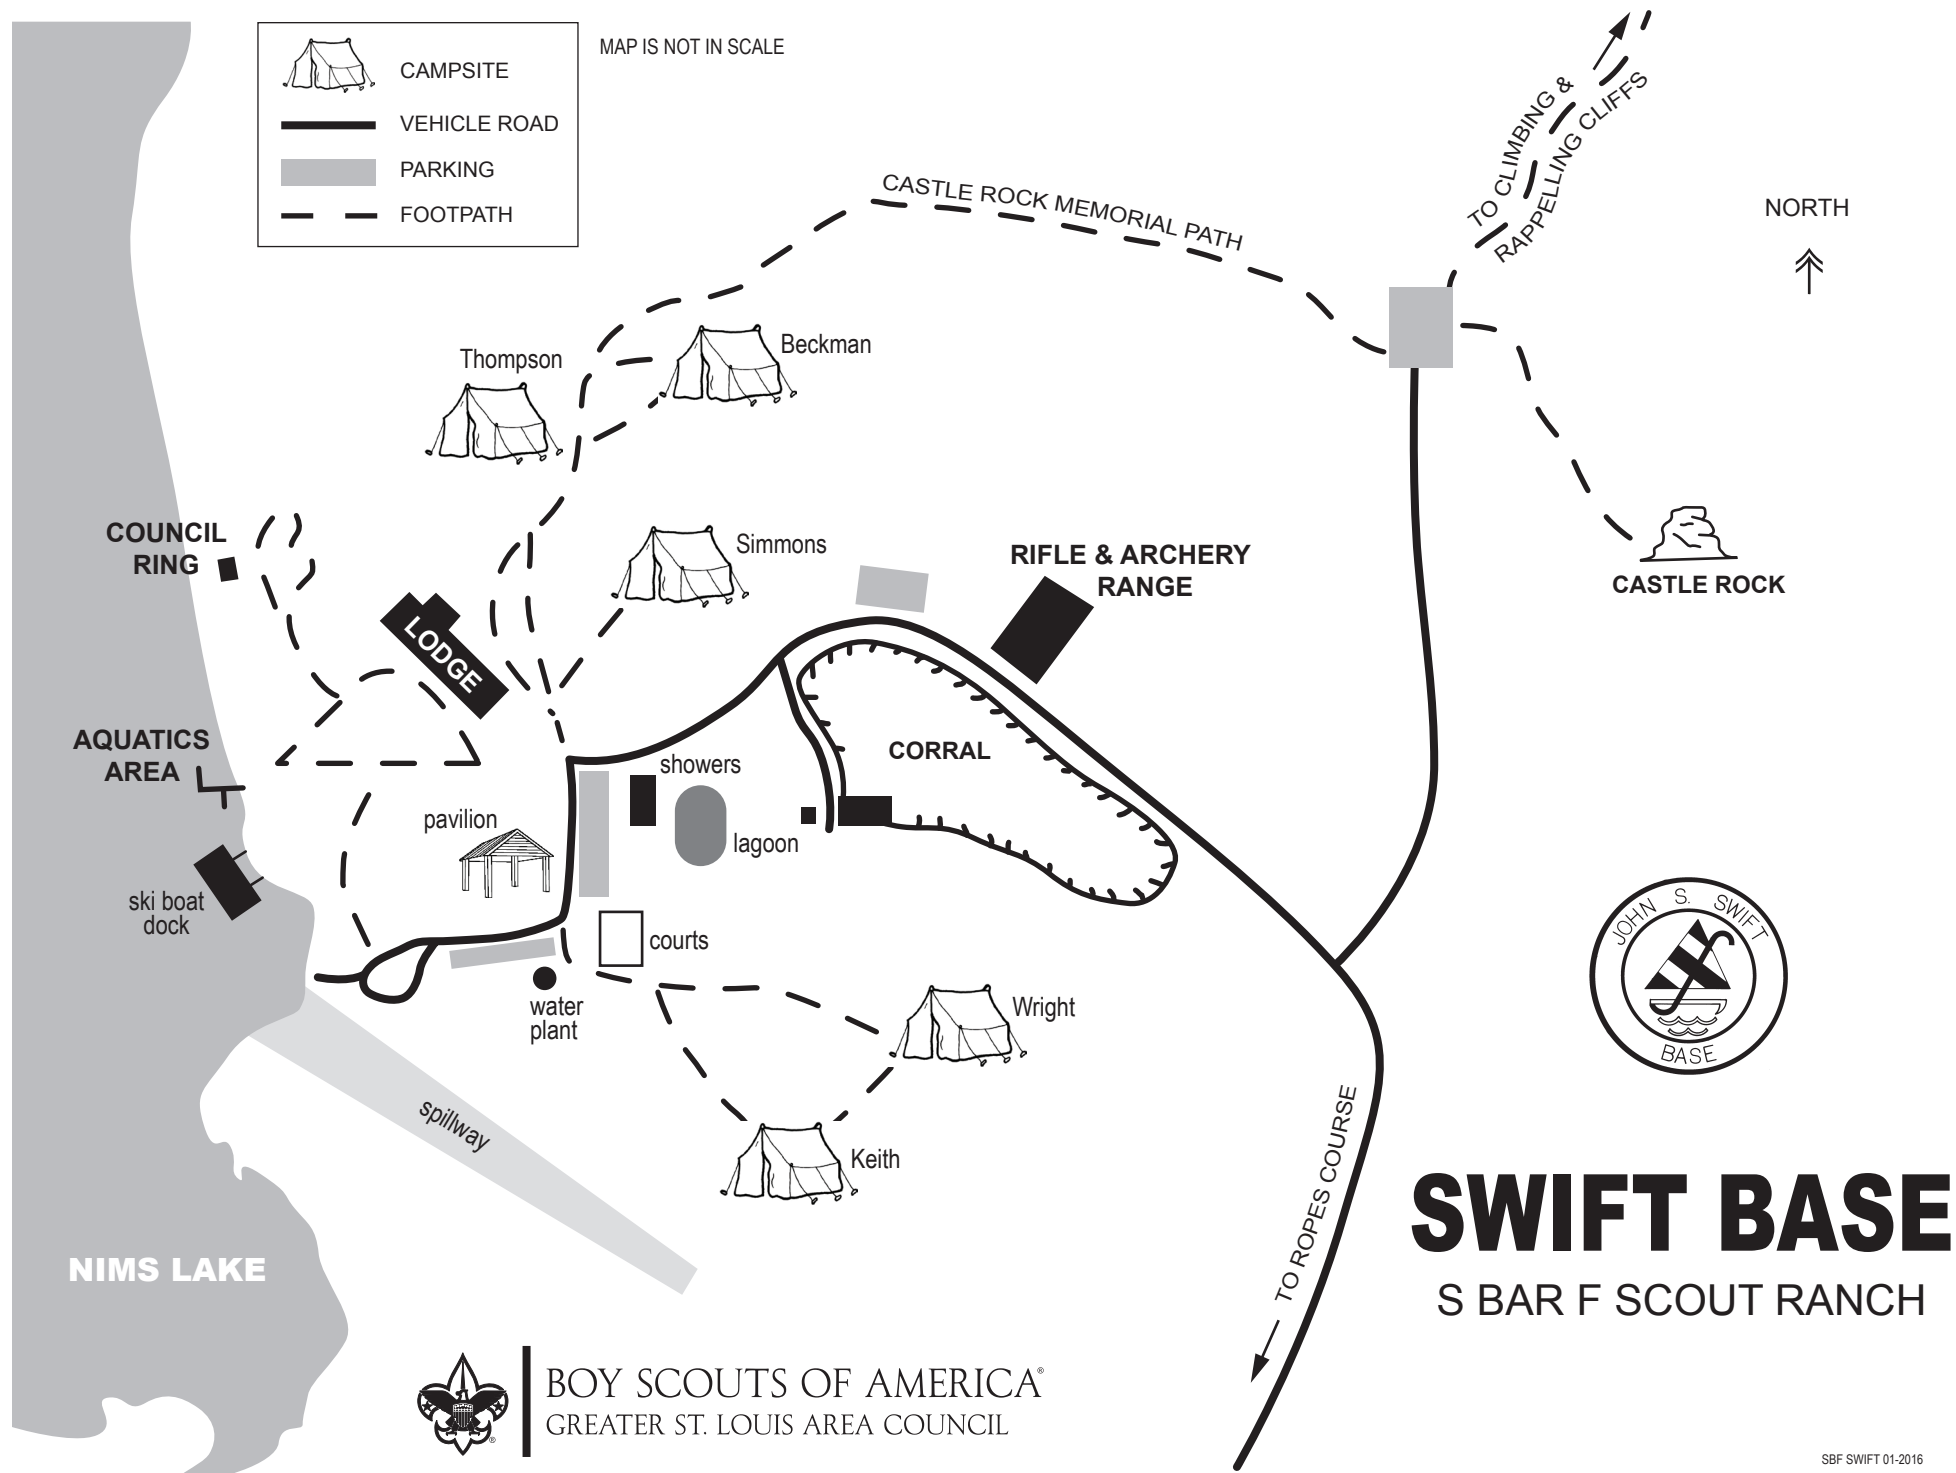 MAP IS NOT IN SCALE
CAMPSITE
VEHICLE ROAD
PARKING
FOOTPATH
TO CLIMBING &
RAPPELLING CLIFFS
NORTH
CASTLE ROCK MEMORIAL PATH
Thompson
Beckman
COUNCIL
RING
Simmons
RIFLE & ARCHERY
RANGE
CASTLE ROCK
LODGE
AQUATICS
AREA
CORRAL
showers
pavilion
lagoon
ski boat
dock
courts
water
plant
Wright
JOHN S. SWIFT
BASE
spillway
Keith
TO ROPES COURSE
NIMS LAKE
SWIFT BASE
S BAR F SCOUT RANCH
BOY SCOUTS OF AMERICA®
GREATER ST. LOUIS AREA COUNCIL
®
SBF SWIFT 01-2016